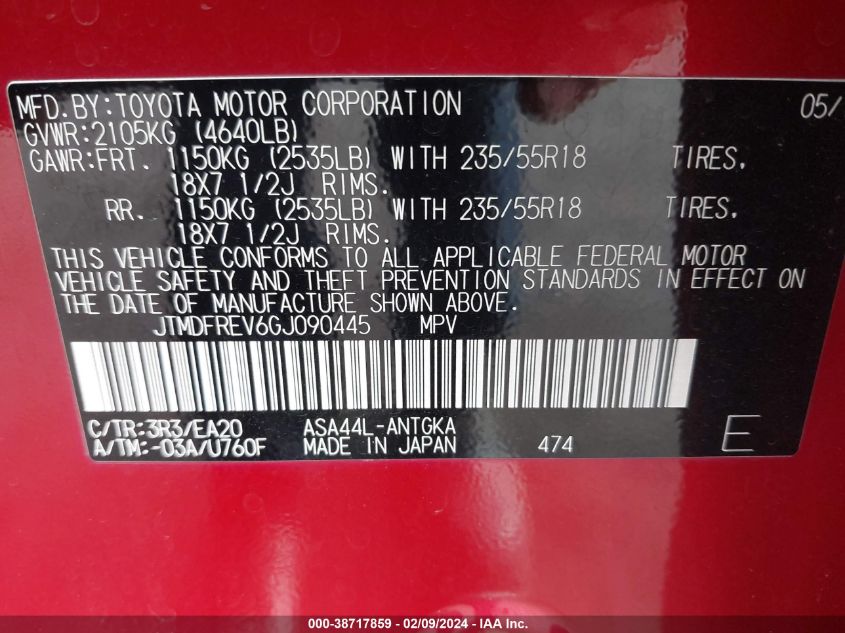 MFD. BY: TOYOTA MOTOR CORPORATION 05/
GVWR: 2105KG (4640LB)
GAWR: FRT. 1150KG (2535LB) WITH 235/55R18 TIRES.
18X7 1/2J RIMS.
RR. 1150KG (2535LB) WITH 235/55R18 TIRES.
18X7 1/2J RIMS.
THIS VEHICLE CONFORMS TO ALL APPLICABLE FEDERAL MOTOR
VEHICLE SAFETY AND THEFT PREVENTION STANDARDS IN EFFECT ON
THE DATE OF MANUFACTURE SHOWN ABOVE.
JTMDFREV6GJ090445 MPV
C/TR: 3R3/EA20 ASA44L-ANTGKA
A/TM: -03A/U760F MADE IN JAPAN 474 E
000-38717859 | 02/09/2024 | IAA Inc.